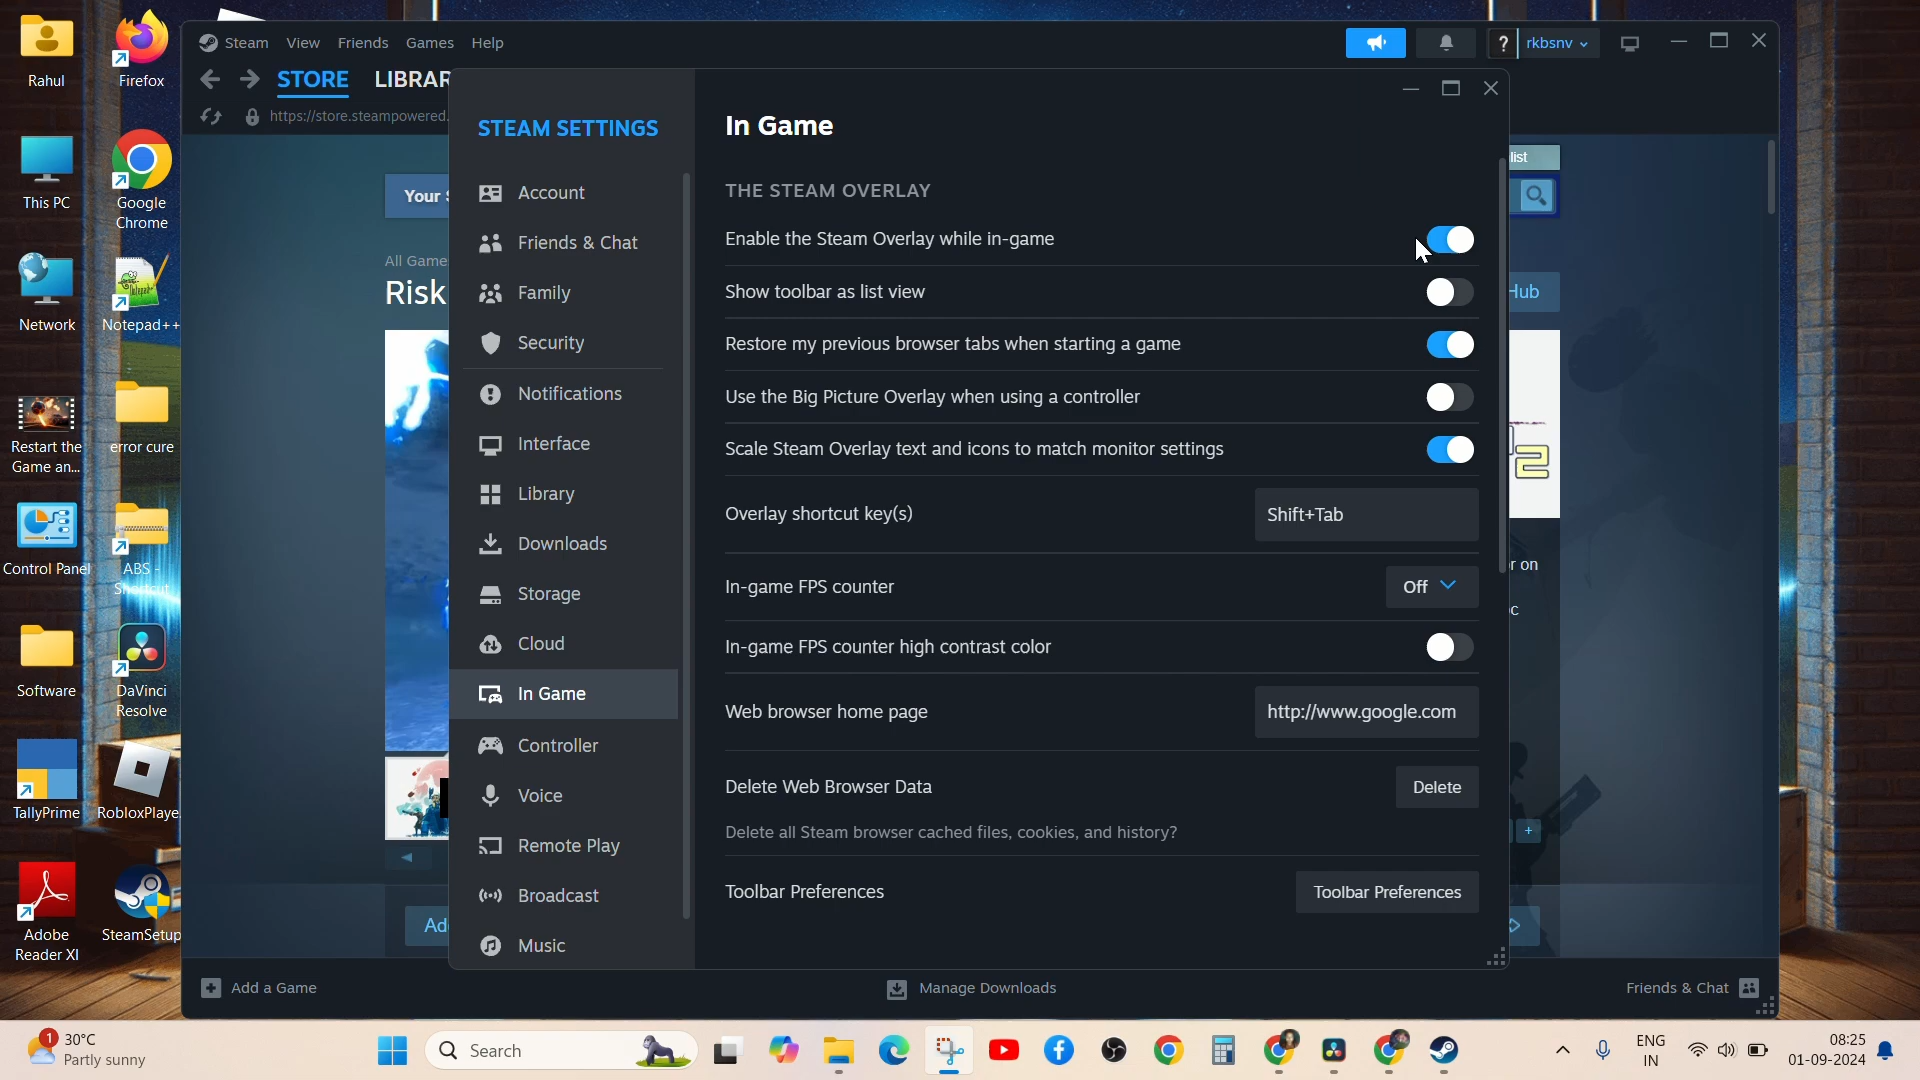 Rahul
Firefox
This PC
Google
Chrome
Network
Notepad++
Restart the
Game an...
error cure
Control Panel
ABS -
Shortcut
Software
DaVinci
Resolve
TallyPrime
RobloxPlaye
Adobe
Reader XI
SteamSetup
Steam View Friends Games Help
? rkbsnv
STORE LIBRAR
https://store.steampowered.
Your
All Game
Risk
list
Hub
r on
c
+
STEAM SETTINGS
Account
Friends & Chat
Family
Security
Notifications
Interface
Library
Downloads
Storage
Cloud
In Game
Controller
Voice
Remote Play
Broadcast
Music
In Game
THE STEAM OVERLAY
Enable the Steam Overlay while in-game
Show toolbar as list view
Restore my previous browser tabs when starting a game
Use the Big Picture Overlay when using a controller
Scale Steam Overlay text and icons to match monitor settings
Overlay shortcut key(s) Shift+Tab
In-game FPS counter Off
In-game FPS counter high contrast color
Web browser home page http://www.google.com
Delete Web Browser Data Delete
Delete all Steam browser cached files, cookies, and history?
Toolbar Preferences Toolbar Preferences
Add a Game Manage Downloads Friends & Chat
1 30°C
Partly sunny
Search
ENG
IN
08:25
01-09-2024